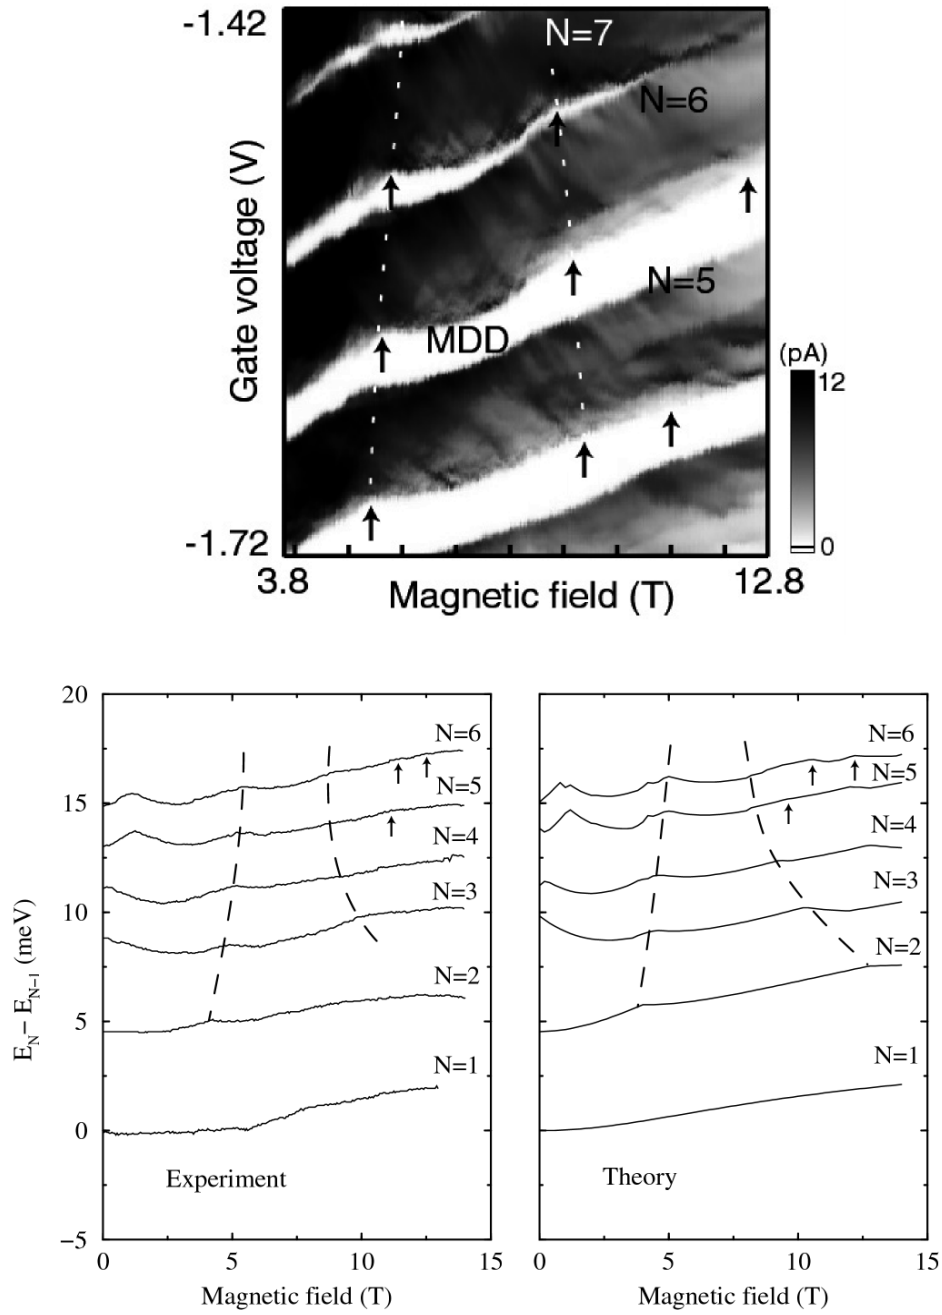 -1.42
N=7
N=6
N=5
MDD
Gate voltage (V)
(pA)
12
0
-1.72
3.8
12.8
Magnetic field (T)
20
15
10
5
0
−5
E_N − E_{N−1} (meV)
N=6
N=5
N=4
N=3
N=2
N=1
Experiment
0
5
10
15
Magnetic field (T)
N=6
N=5
N=4
N=3
N=2
N=1
Theory
0
5
10
15
Magnetic field (T)